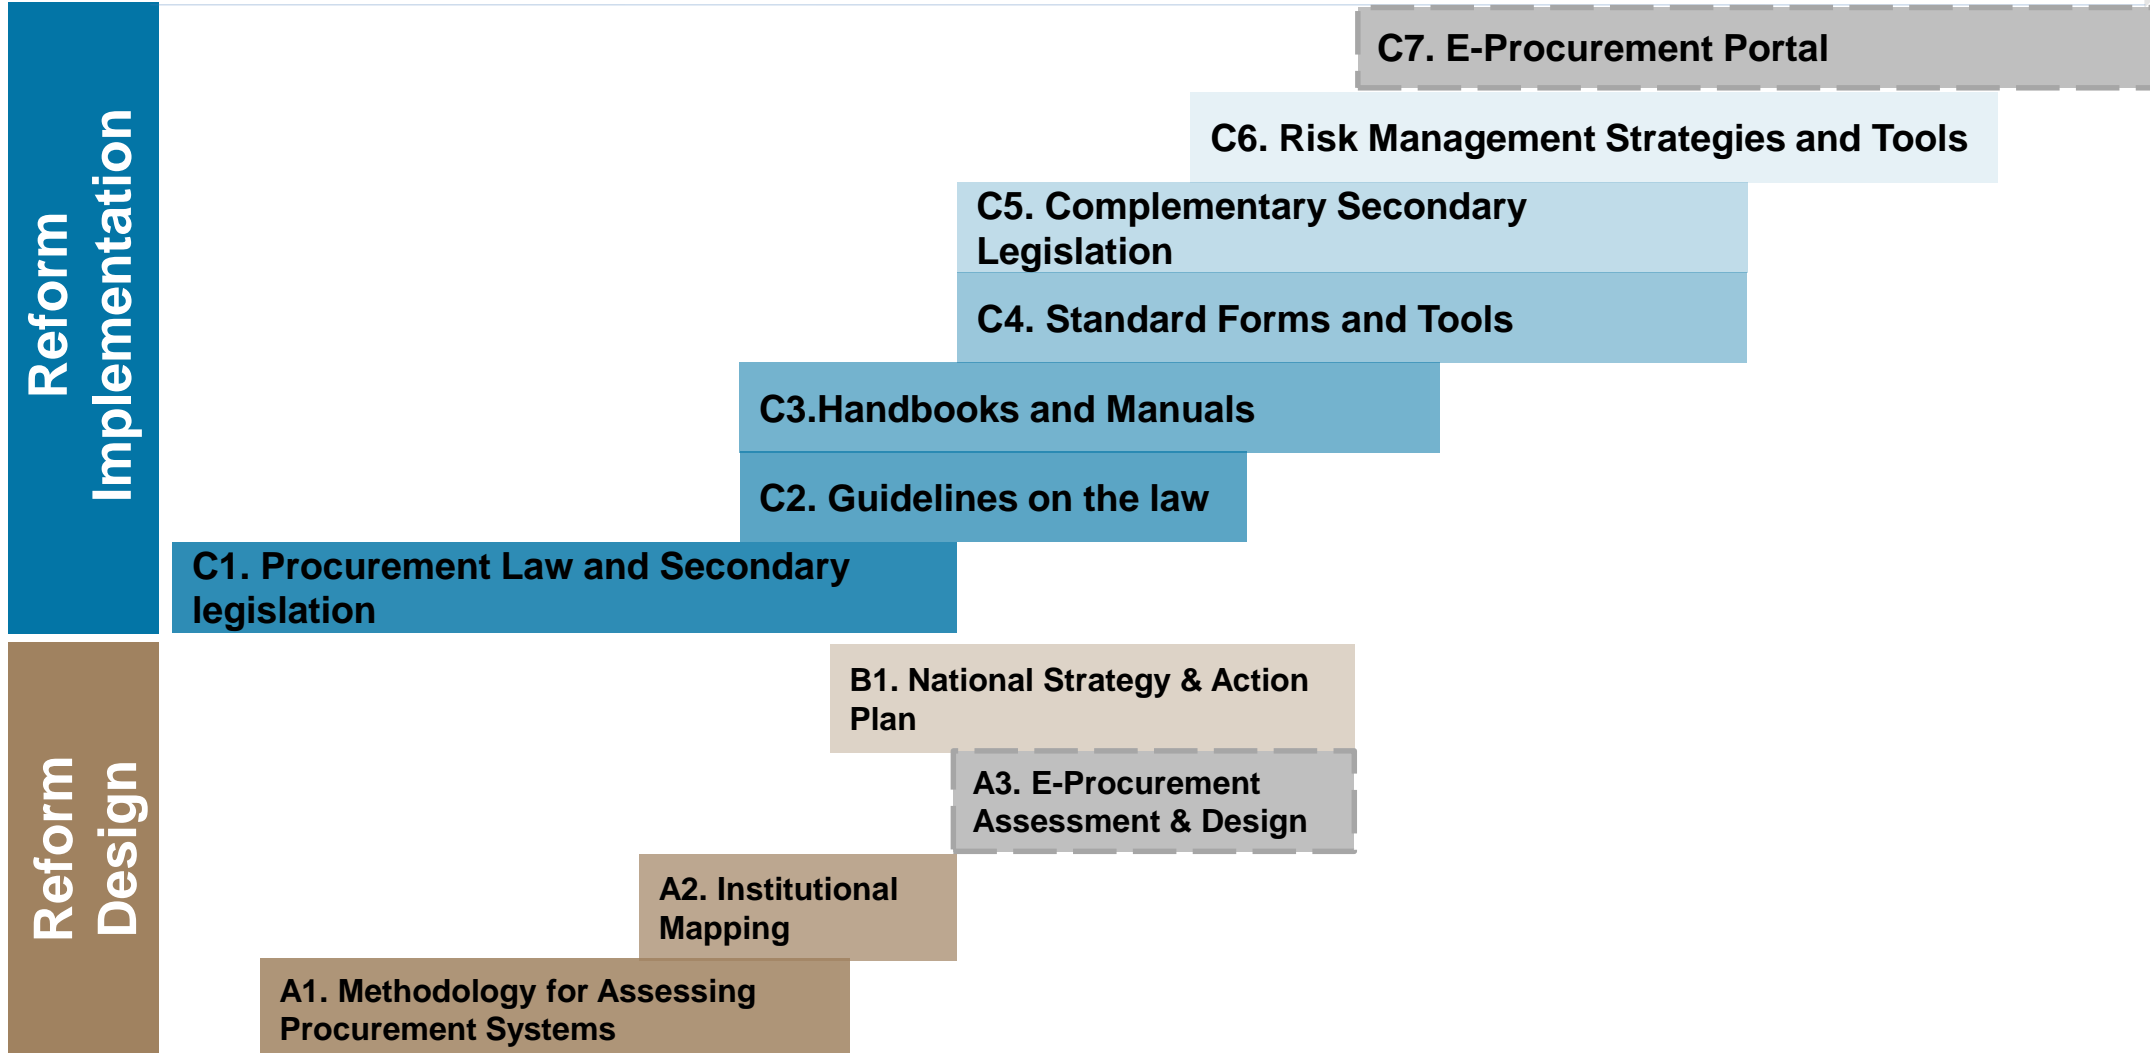 Reform
Implementation
C7. E-Procurement Portal
C6. Risk Management Strategies and Tools
C5. Complementary Secondary
Legislation
C4. Standard Forms and Tools
C3.Handbooks and Manuals
C2. Guidelines on the law
C1. Procurement Law and Secondary
legislation
Reform
Design
B1. National Strategy & Action
Plan
A3. E-Procurement
Assessment & Design
A2. Institutional
Mapping
A1. Methodology for Assessing
Procurement Systems